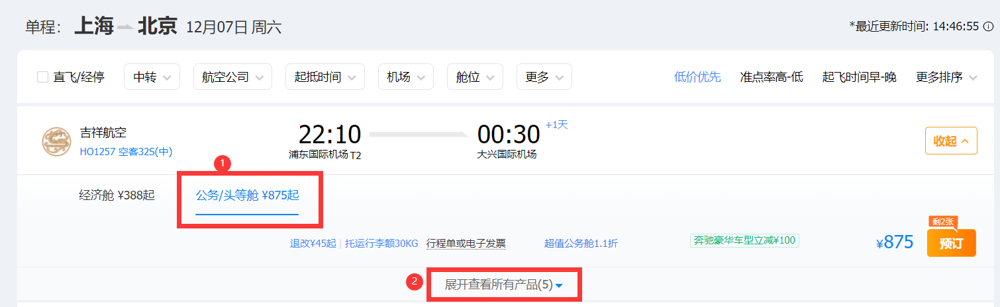 单程: 上海 北京 12月07日 周六
*最近更新时间: 14:46:55
直飞/经停 中转 航空公司 起抵时间 机场 舱位 更多 低价优先 准点率高-低 起飞时间早-晚 更多排序
吉祥航空 22:10 00:30 +1天
HO1257 空客32S(中) 浦东国际机场 T2 大兴国际机场 收起
1
经济舱 ¥388起 公务/头等舱 ¥875起
剩2张
退改¥45起 托运行李额30KG 行程单或电子发票 超值公务舱1.1折 奔驰豪华车型立减¥100 ¥875 预订
2 展开查看所有产品(5)